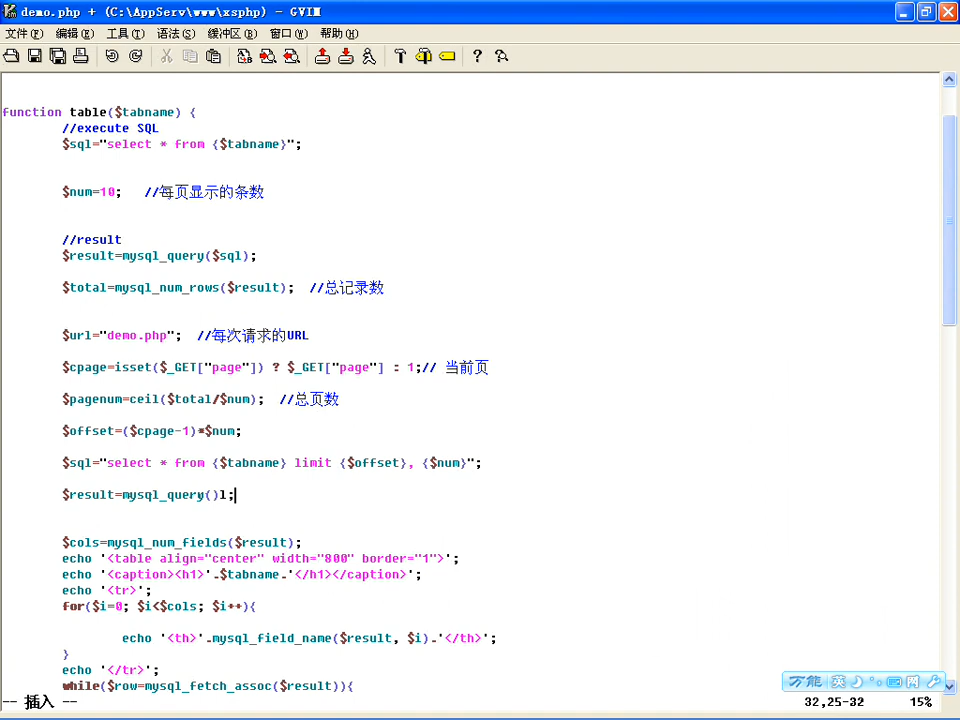 demo.php + (C:\AppServ\www\xsphp) - GVIM
文件(F) 编辑(E) 工具(T) 语法(S) 缓冲区(B) 窗口(W) 帮助(H)
function table($tabname) {
//execute SQL
$sql="select * from {$tabname}";
$num=10; //每页显示的条数
//result
$result=mysql_query($sql);
$total=mysql_num_rows($result); //总记录数
$url="demo.php"; //每次请求的URL
$cpage=isset($_GET["page"]) ? $_GET["page"] : 1;// 当前页
$pagenum=ceil($total/$num); //总页数
$offset=($cpage-1)*$num;
$sql="select * from {$tabname} limit {$offset}, {$num}";
$result=mysql_query()l;
$cols=mysql_num_fields($result);
echo '<table align="center" width="800" border="1">';
echo '<caption><h1>'.$tabname.'</h1></caption>';
echo '<tr>';
for($i=0; $i<$cols; $i++){
echo '<th>'.mysql_field_name($result, $i).'</th>';
}
echo '</tr>';
while($row=mysql_fetch_assoc($result)){
万能 英 网
-- 插入 -- 32,25-32 15%